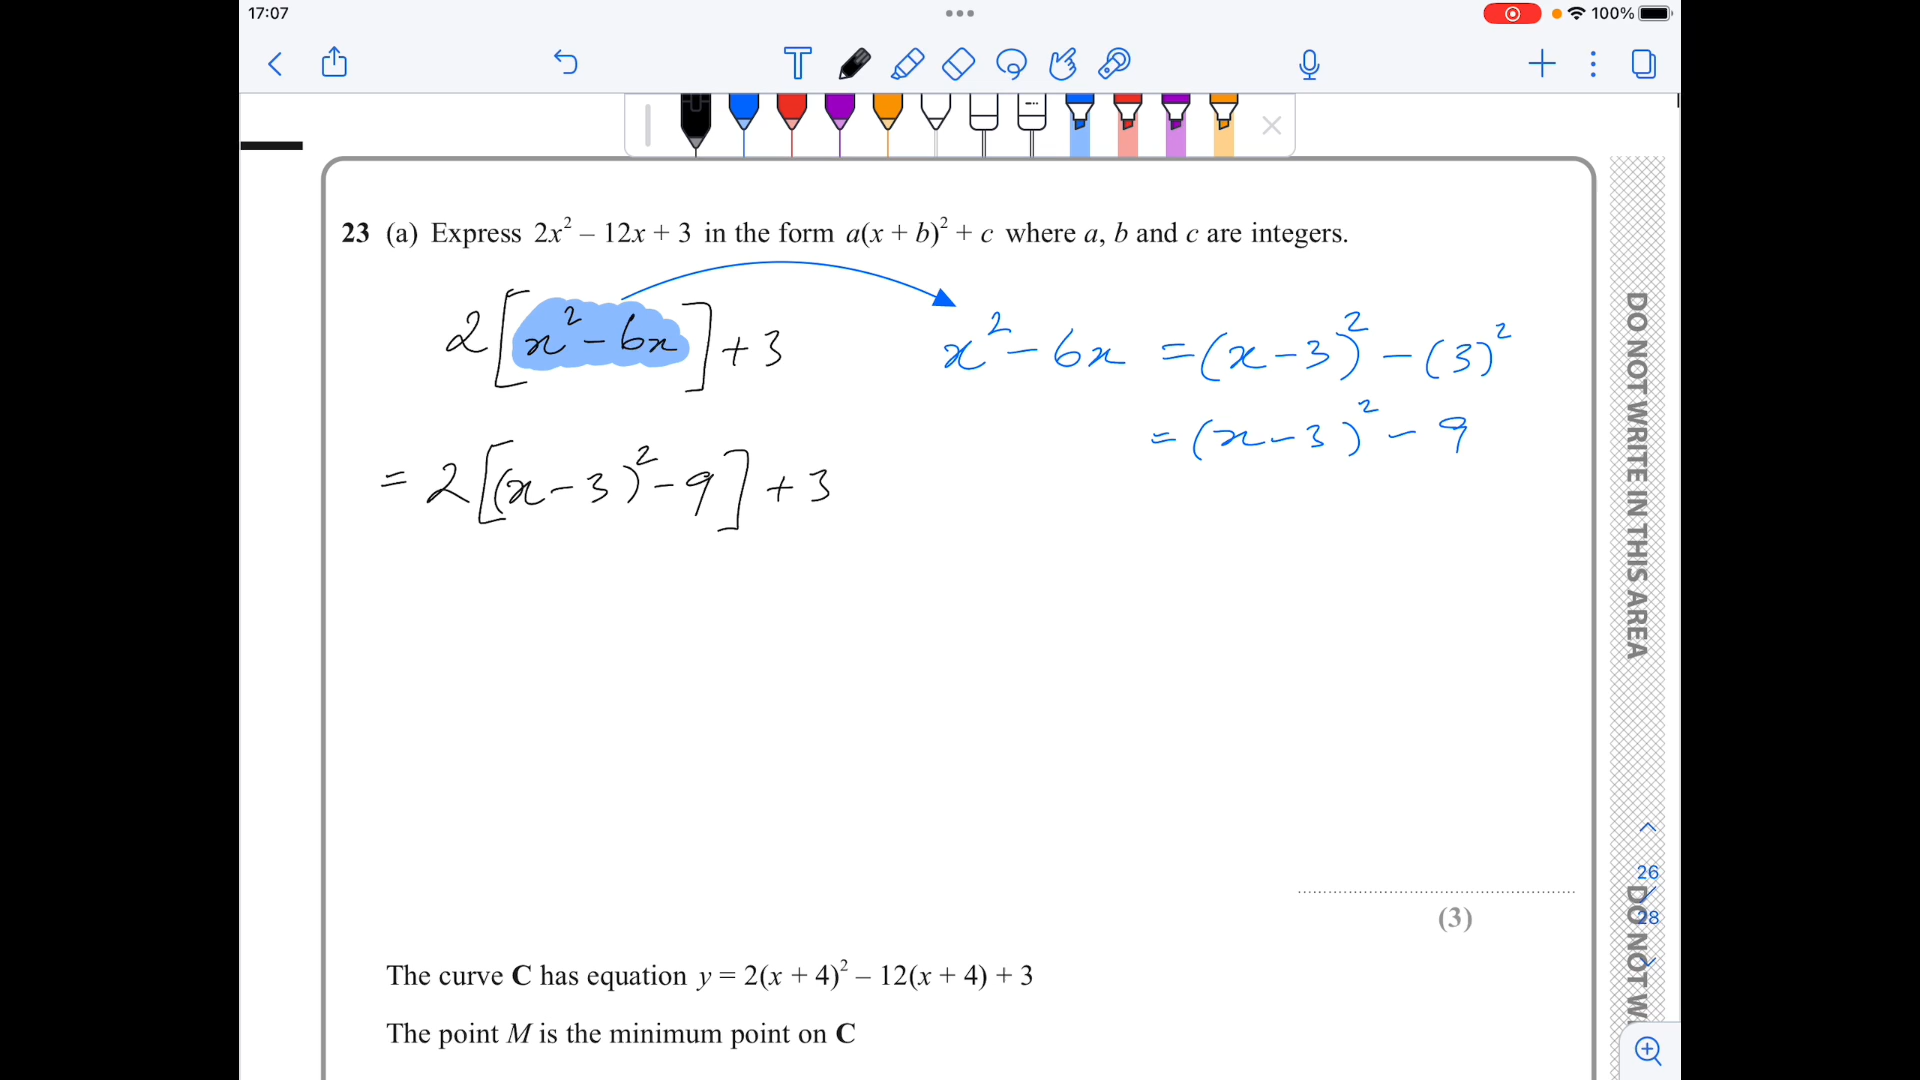 17:07
100%
23 (a) Express 2x² – 12x + 3 in the form a(x + b)² + c where a, b and c are integers.
2[x² – 6x] + 3
x² – 6x = (x – 3)² – (3)²
= (x – 3)² – 9
= 2[(x – 3)² – 9] + 3
(3)
The curve C has equation y = 2(x + 4)² – 12(x + 4) + 3
The point M is the minimum point on C
DO NOT WRITE IN THIS AREA
26
28
DO NOT W